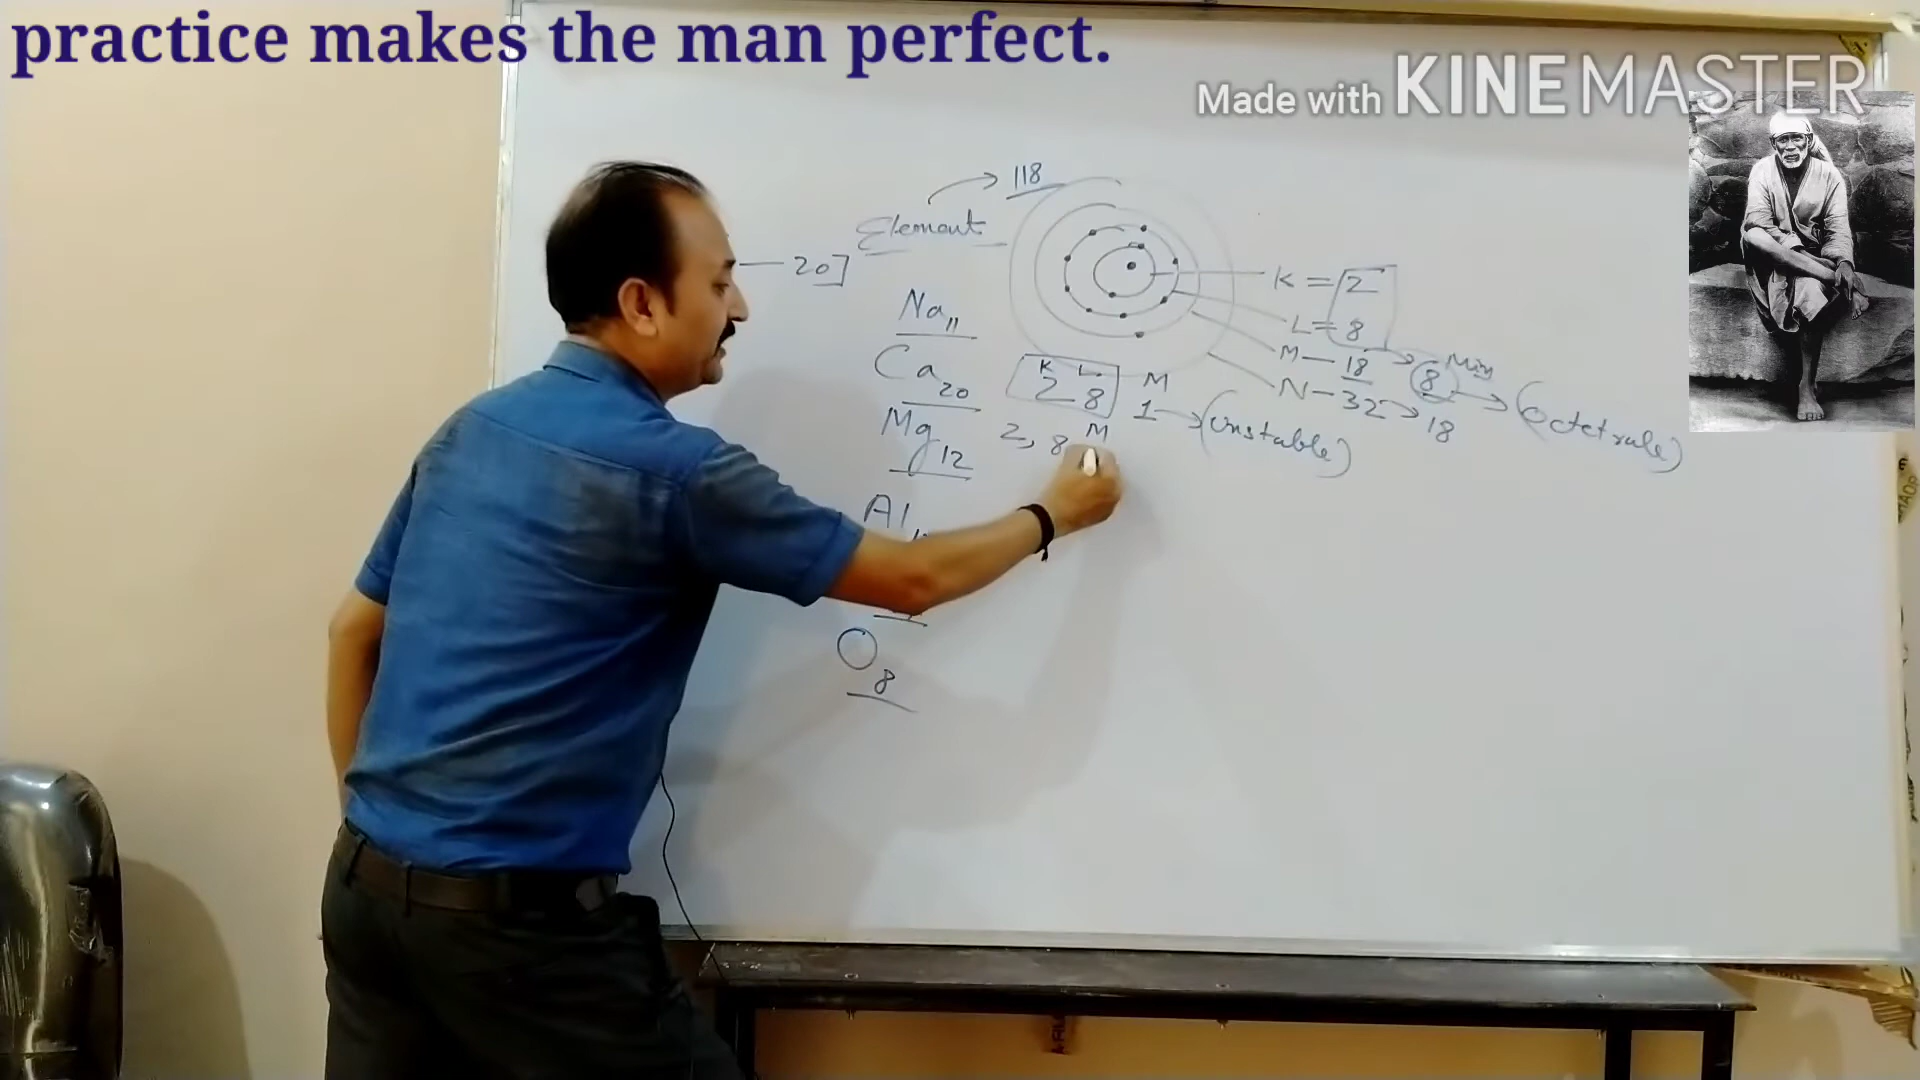 practice makes the man perfect.
Made with KINEMASTER
118
Element
— 20]
Na11
Ca20
Mg12
Al
O8
K L M
2 8 1 → (unstable)
2, 8
M
K = 2
L = 8
M — 18 → 8 Min → (octet rule)
N — 32 → 18